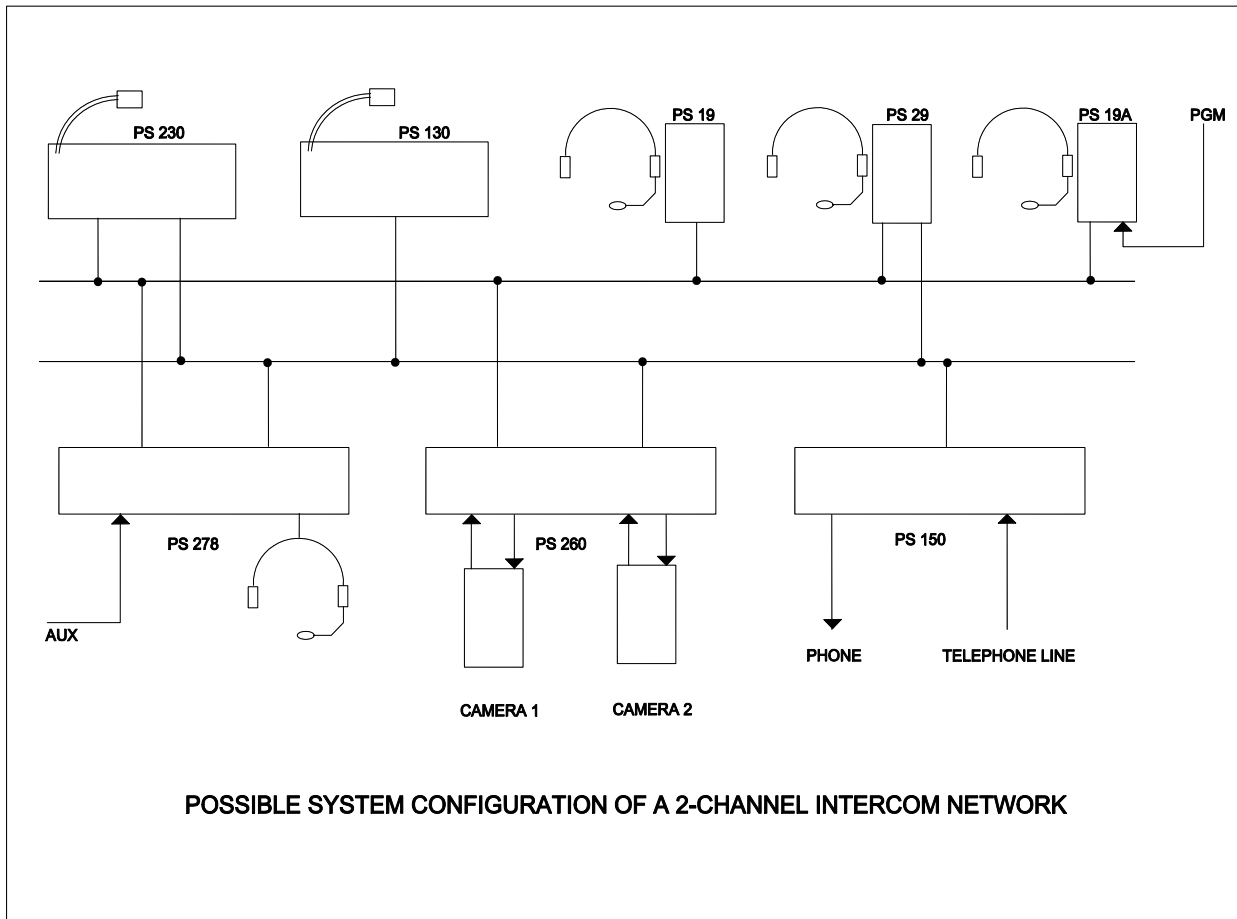 PS 230
PS 130
PS 19
PS 29
PS 19A
PGM
PS 278
PS 260
PS 150
AUX
PHONE
TELEPHONE LINE
CAMERA 1
CAMERA 2
POSSIBLE SYSTEM CONFIGURATION OF A 2-CHANNEL INTERCOM NETWORK